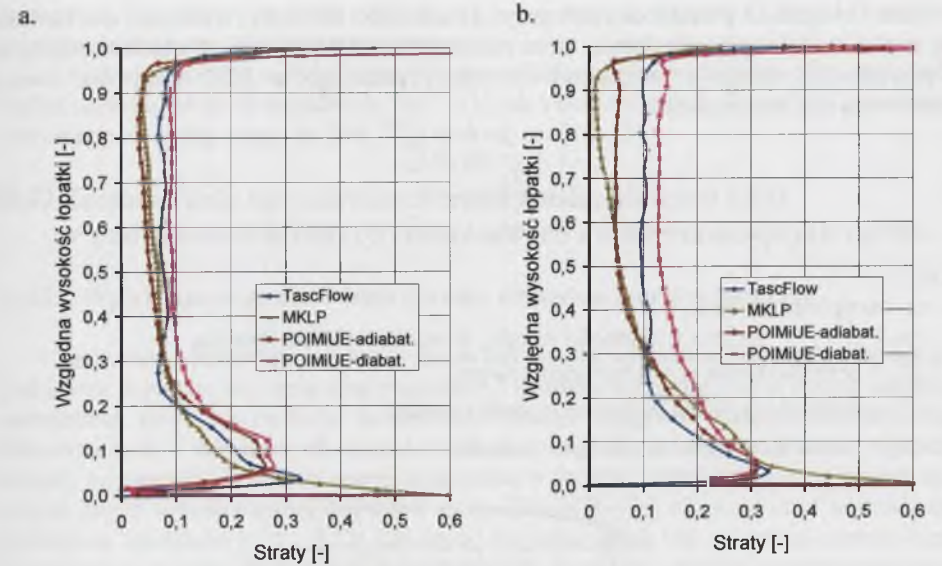 a.
Względna wysokość łopatki [-]
1,0
0,9
0,8
0,7
0,6
0,5
0,4
0,3
0,2
0,1
0,0
TascFlow
MKLP
POIMiUE-adiabat.
POIMiUE-diabat.
0 0,1 0,2 0,3 0,4 0,5 0,6
Straty [-]
b.
Względna wysokość łopatki [-]
1,0
0,9
0,8
0,7
0,6
0,5
0,4
0,3
0,2
0,1
0,0
TascFlow
MKLP
POIMiUE-adiabat.
POIMiUE-diabat.
0 0,1 0,2 0,3 0,4 0,5 0,6
Straty [-]